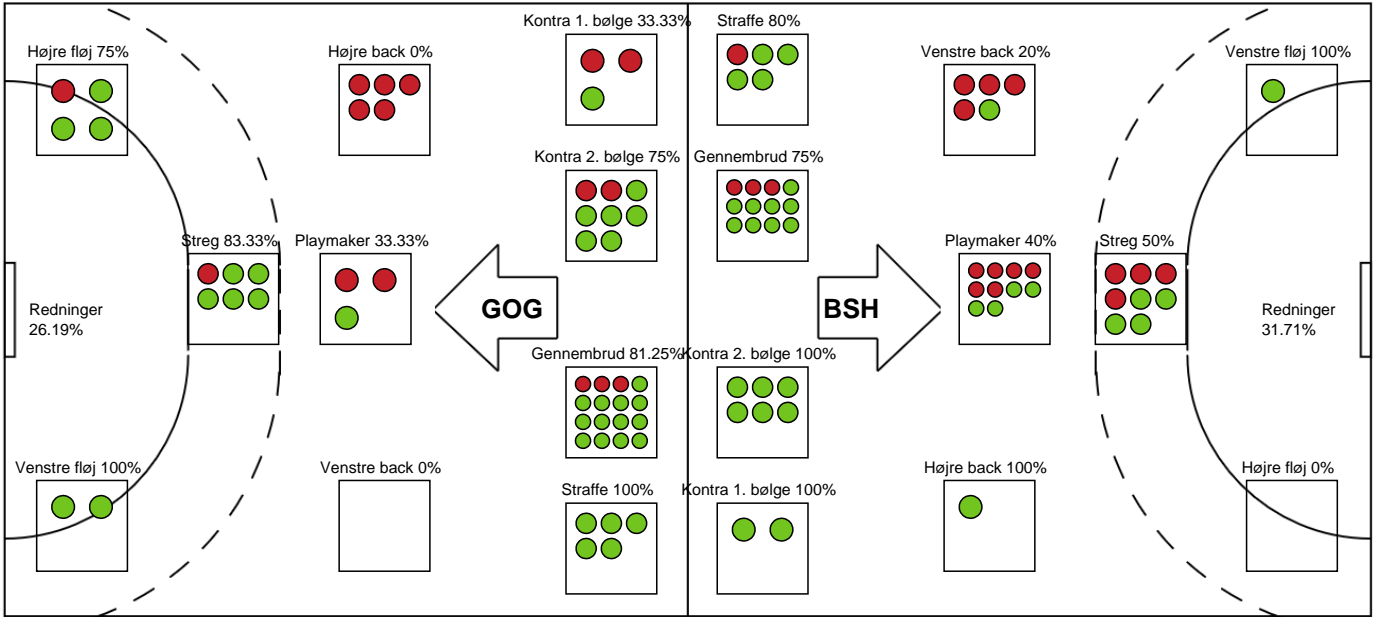 Kontra 1. bølge 33.33%
Straffe 80%
Højre fløj 75%
Højre back 0%
Venstre back 20%
Venstre fløj 100%
Kontra 2. bølge 75%
Gennembrud 75%
Streg 83.33%
Playmaker 33.33%
Playmaker 40%
Streg 50%
Redninger
26.19%
GOG
BSH
Redninger
31.71%
Gennembrud 81.25%
Kontra 2. bølge 100%
Venstre fløj 100%
Venstre back 0%
Straffe 100%
Kontra 1. bølge 100%
Højre back 100%
Højre fløj 0%